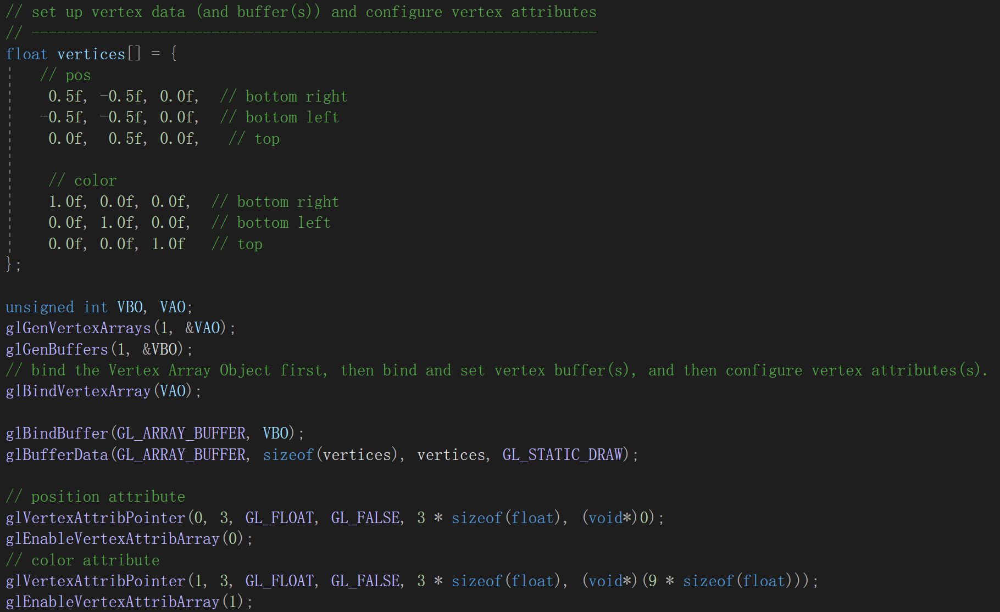 // set up vertex data (and buffer(s)) and configure vertex attributes
// ------------------------------------------------------------------
float vertices[] = {
    // pos
     0.5f, -0.5f, 0.0f,  // bottom right
    -0.5f, -0.5f, 0.0f,  // bottom left
     0.0f,  0.5f, 0.0f,   // top
     // color
     1.0f, 0.0f, 0.0f,  // bottom right
     0.0f, 1.0f, 0.0f,  // bottom left
     0.0f, 0.0f, 1.0f   // top
};
unsigned int VBO, VAO;
glGenVertexArrays(1, &VAO);
glGenBuffers(1, &VBO);
// bind the Vertex Array Object first, then bind and set vertex buffer(s), and then configure vertex attributes(s).
glBindVertexArray(VAO);
glBindBuffer(GL_ARRAY_BUFFER, VBO);
glBufferData(GL_ARRAY_BUFFER, sizeof(vertices), vertices, GL_STATIC_DRAW);
// position attribute
glVertexAttribPointer(0, 3, GL_FLOAT, GL_FALSE, 3 * sizeof(float), (void*)0);
glEnableVertexAttribArray(0);
// color attribute
glVertexAttribPointer(1, 3, GL_FLOAT, GL_FALSE, 3 * sizeof(float), (void*)(9 * sizeof(float)));
glEnableVertexAttribArray(1);